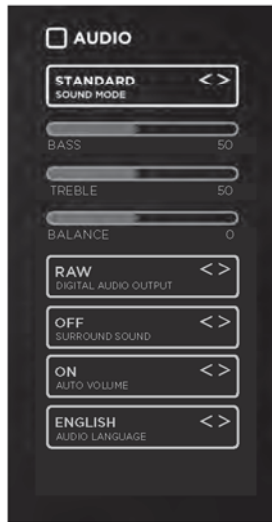 AUDIO
STANDARD < >
SOUND MODE
BASS 50
TREBLE 50
BALANCE 0
RAW < >
DIGITAL AUDIO OUTPUT
OFF < >
SURROUND SOUND
ON < >
AUTO VOLUME
ENGLISH < >
AUDIO LANGUAGE